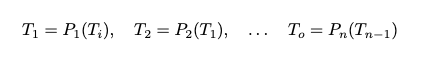 T₁ = P₁(Tᵢ), T₂ = P₂(T₁), … Tₒ = Pₙ(Tₙ₋₁)